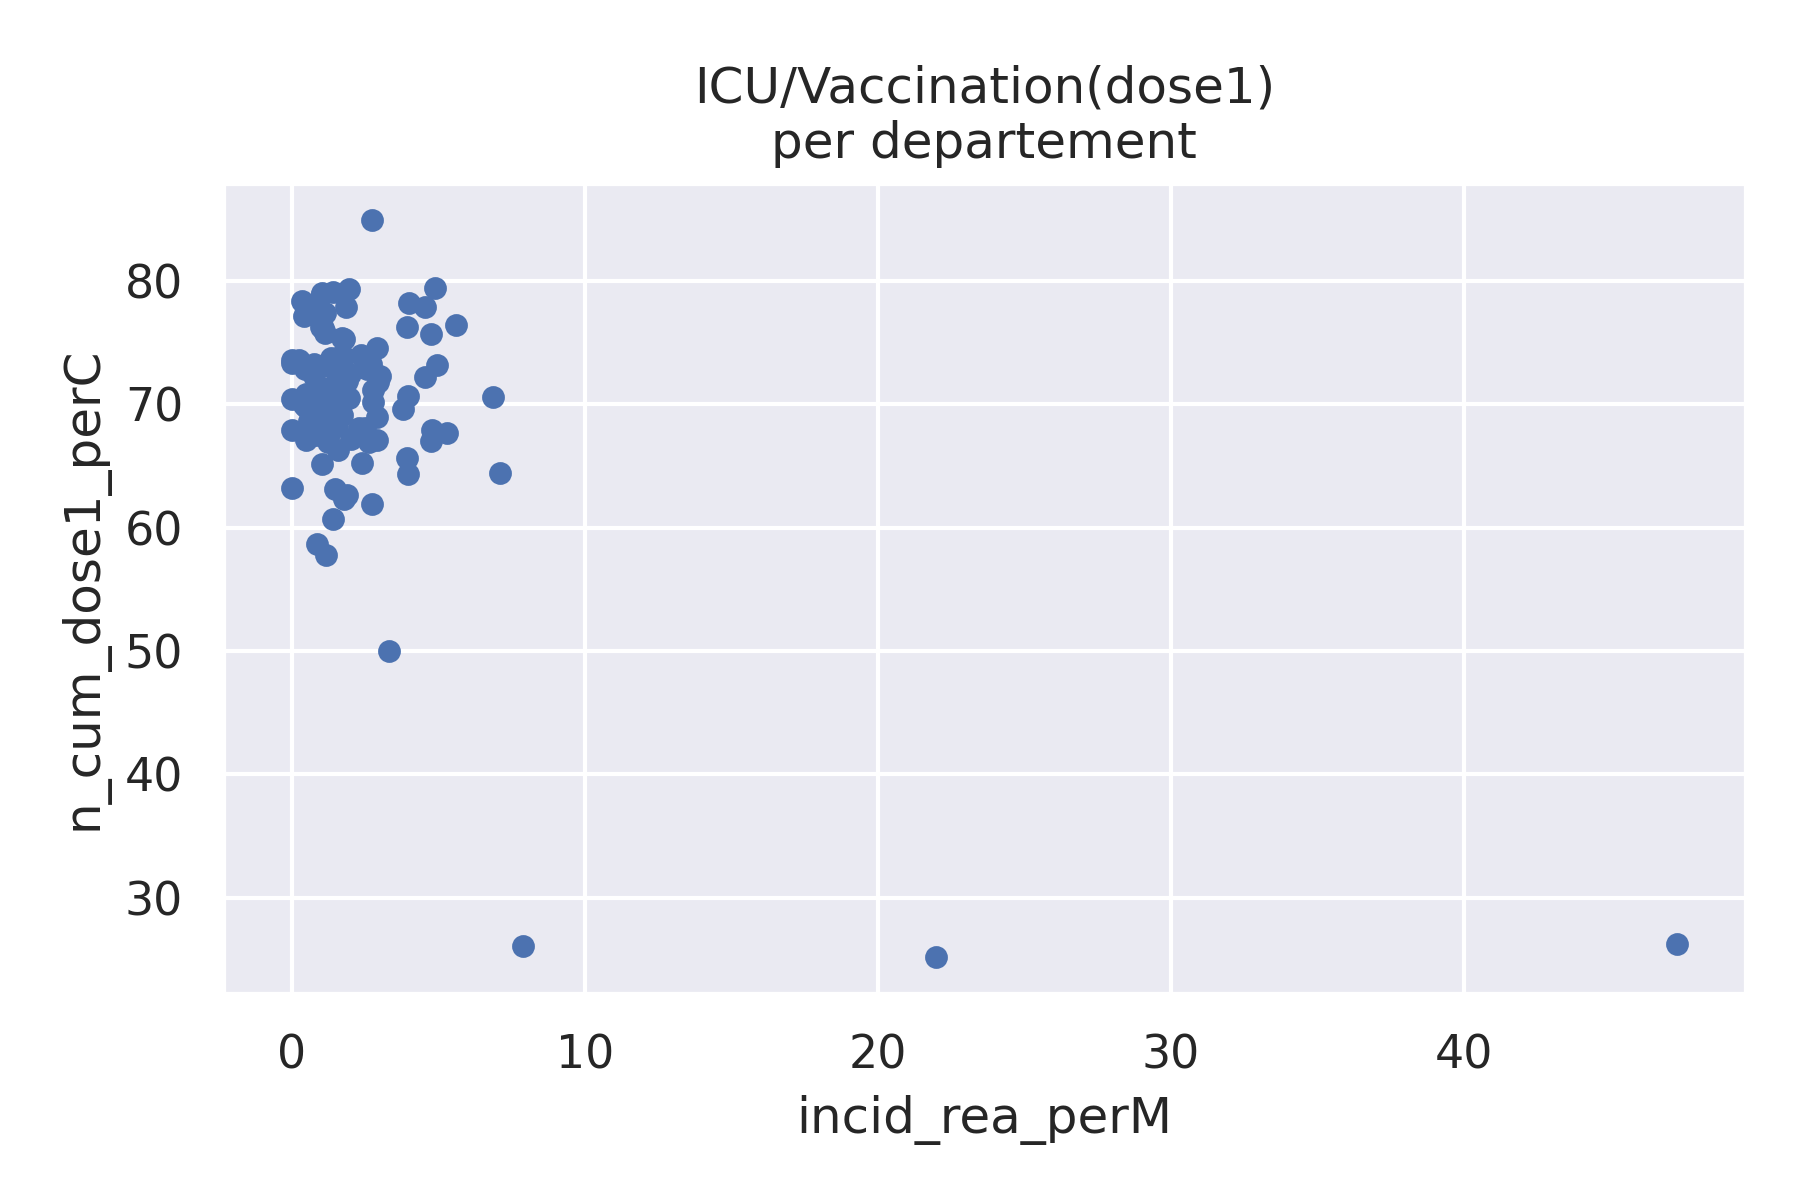 ICU/Vaccination(dose1)
per departement
n_cum_dose1_perC
80
70
60
50
40
30
0
10
20
30
40
incid_rea_perM